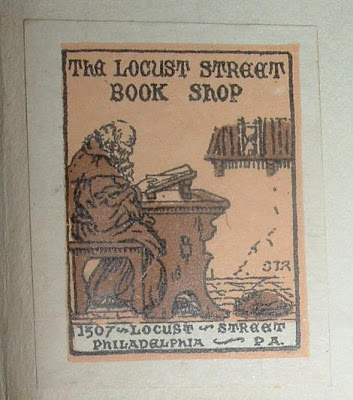 THE LOCUST STREET
BOOK SHOP
STR
1507 ~ LOCUST ~ STREET
PHILADELPHIA ~ PA.